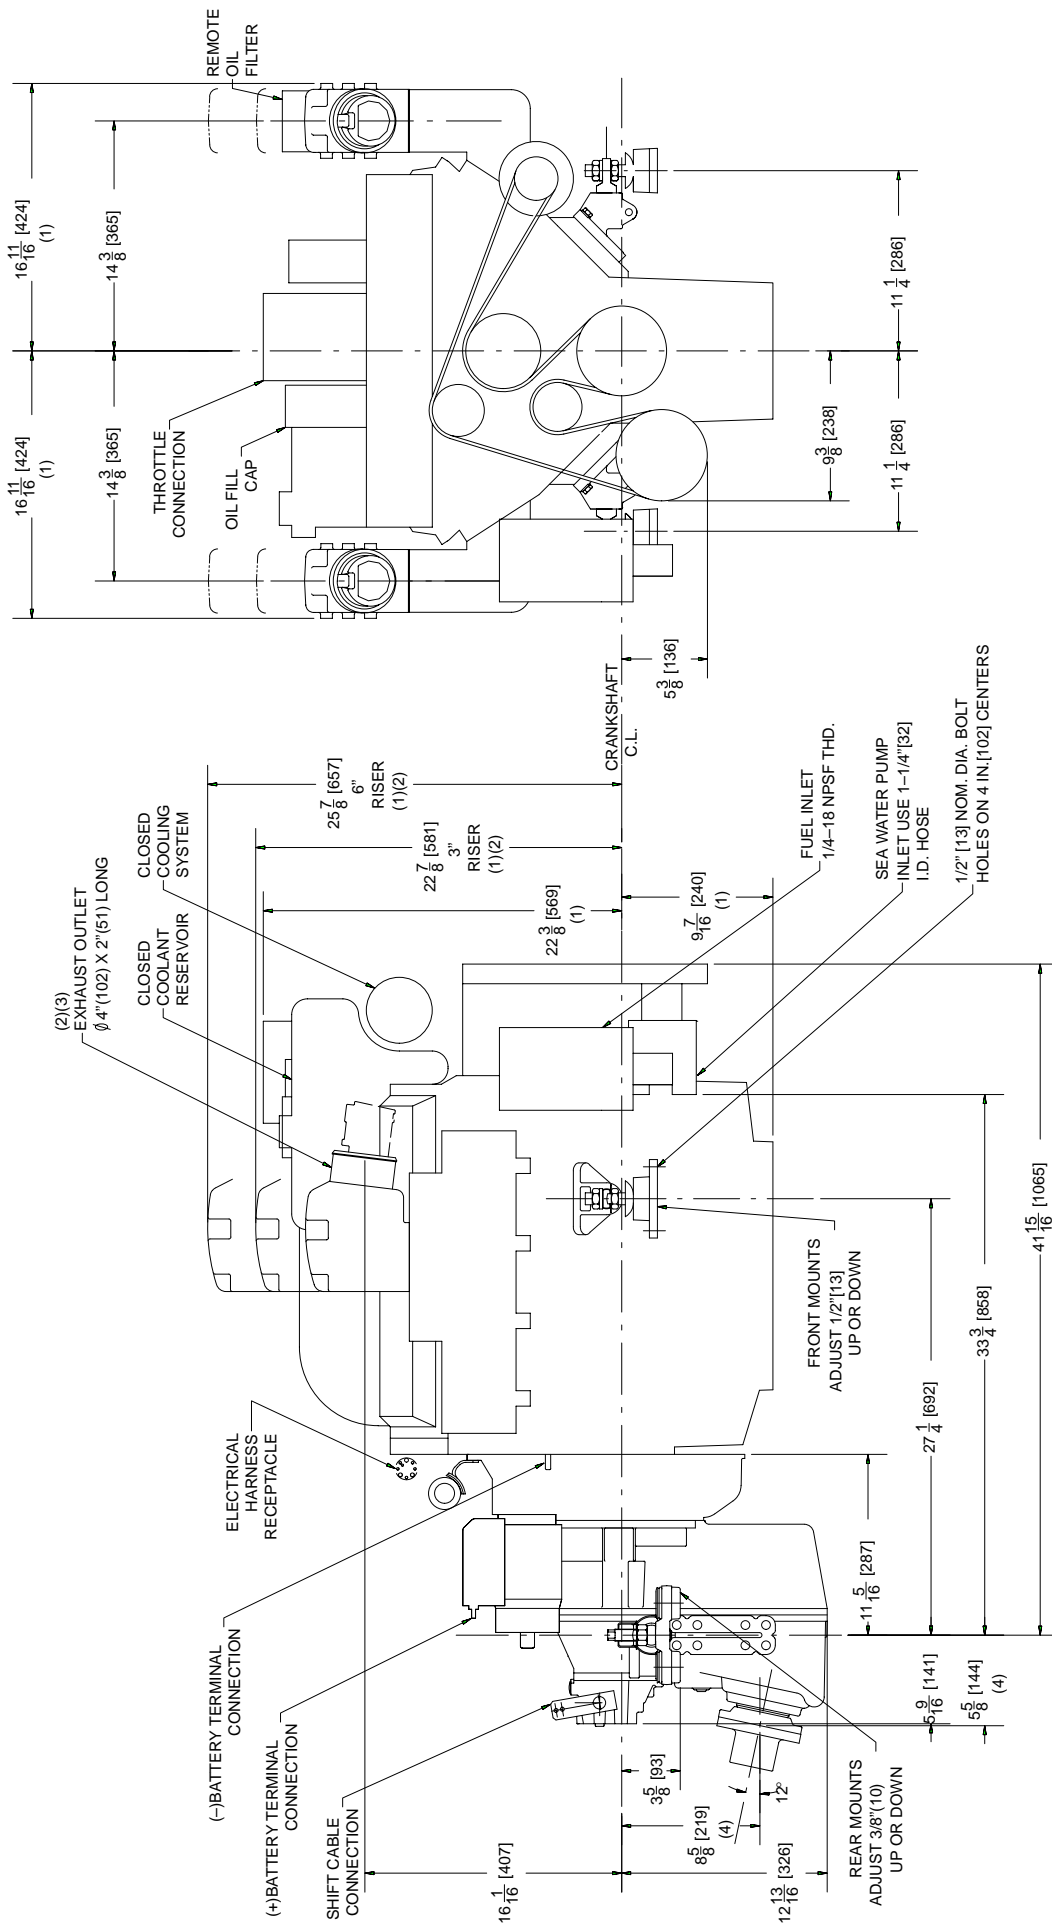 (2)(3)
EXHAUST OUTLET
ϕ 4"(102) X 2"(51) LONG
CLOSED
COOLANT
RESERVOIR
CLOSED
COOLING
SYSTEM
ELECTRICAL
HARNESS
RECEPTACLE
(–)BATTERY TERMINAL
CONNECTION
(+)BATTERY TERMINAL
CONNECTION
SHIFT CABLE
CONNECTION
16 1/16 [407]
25 7/8 [657]
6"
RISER
(1)(2)
22 7/8 [581]
3"
RISER
(1)(2)
22 3/8 [569]
(1)
9 7/16 [240]
(1)
CRANKSHAFT
C.L.
FUEL INLET
1/4–18 NPSF THD.
SEA WATER PUMP
INLET USE 1–1/4"[32]
I.D. HOSE
1/2" [13] NOM. DIA. BOLT
HOLES ON 4 IN.[102] CENTERS
FRONT MOUNTS
ADJUST 1/2"[13]
UP OR DOWN
REAR MOUNTS
ADJUST 3/8"(10)
UP OR DOWN
3 5/8 [93]
8 5/8 [219]
(4)
12°
12 13/16 [326]
5 9/16 [141]
5 5/8 [144]
(4)
11 5/16 [287]
27 1/4 [692]
33 3/4 [858]
41 15/16 [1065]
16 11/16 [424]
(1)
16 11/16 [424]
(1)
14 3/8 [365]
14 3/8 [365]
THROTTLE
CONNECTION
OIL FILL
CAP
REMOTE
OIL
FILTER
5 3/8 [136]
9 3/8 [238]
11 1/4 [286]
11 1/4 [286]